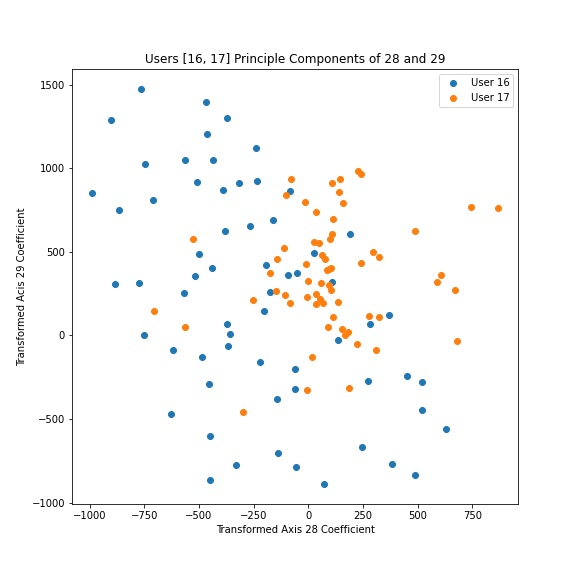 Users [16, 17] Principle Components of 28 and 29
User 16
User 17
Transformed Acis 29 Coefficient
1500
1000
500
0
−500
−1000
−1000 −750 −500 −250 0 250 500 750
Transformed Axis 28 Coefficient